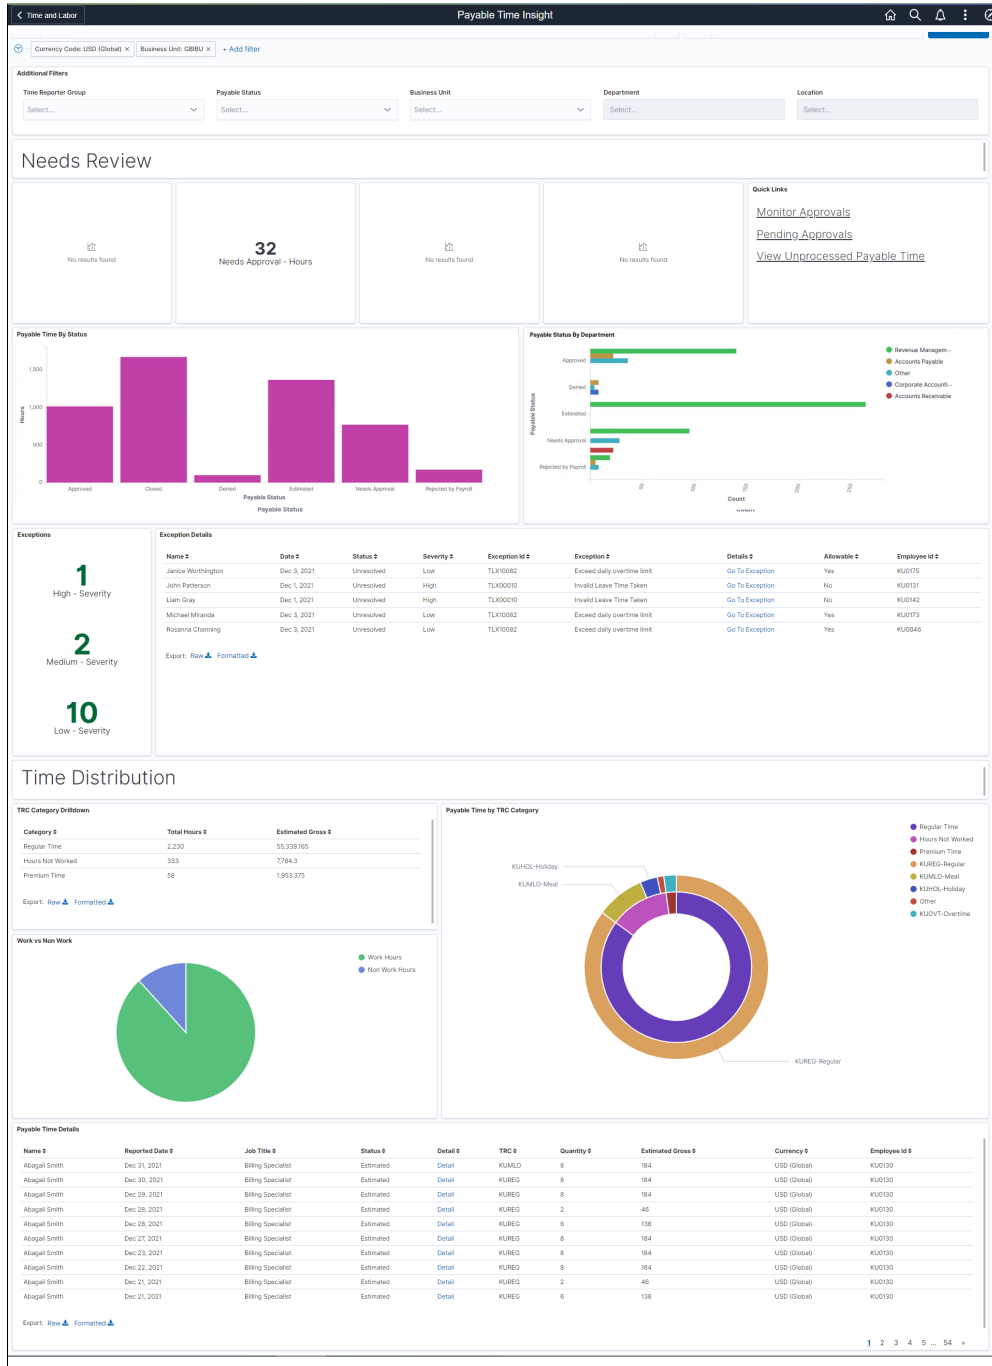 Time and Labor
Payable Time Insight
Currency Code: USD (Global) ×
Business Unit: GBIBU ×
+ Add filter
Additional Filters
Time Reporter Group
Payable Status
Business Unit
Department
Location
Select...
Select...
Select...
Select...
Select...
Needs Review
No results found
32
Needs Approval - Hours
No results found
No results found
Quick Links
Monitor Approvals
Pending Approvals
View Unprocessed Payable Time
Payable Time By Status
Hours
1,500
1,000
500
0
Approved
Closed
Denied
Estimated
Needs Approval
Rejected by Payroll
Payable Status
Payable Status
Payable Status By Department
Payable Status
Approved
Denied
Estimated
Needs Approval
Rejected by Payroll
50
100
150
200
250
Count
Count
Revenue Managem...
Accounts Payable
Other
Corporate Accounti...
Accounts Receivable
Exceptions
1
High - Severity
2
Medium - Severity
10
Low - Severity
Exception Details
Name Date Status Severity Exception Id Exception Details Allowable Employee Id
Janice Worthington Dec 3, 2021 Unresolved Low TLX10082 Exceed daily overtime limit Go To Exception Yes KU0175
John Patterson Dec 1, 2021 Unresolved High TLX00010 Invalid Leave Time Taken Go To Exception No KU0131
Liam Gray Dec 1, 2021 Unresolved High TLX00010 Invalid Leave Time Taken Go To Exception No KU0142
Michael Miranda Dec 3, 2021 Unresolved Low TLX10082 Exceed daily overtime limit Go To Exception Yes KU0173
Rosanna Channing Dec 3, 2021 Unresolved Low TLX10082 Exceed daily overtime limit Go To Exception Yes KU0046
Export: Raw Formatted
Time Distribution
TRC Category Drilldown
Category Total Hours Estimated Gross
Regular Time 2,230 55,339.165
Hours Not Worked 333 7,784.3
Premium Time 58 1,953.375
Export: Raw Formatted
Work vs Non Work
Work Hours
Non Work Hours
Payable Time by TRC Category
KUHOL-Holiday
KUMLO-Meal
KUREG-Regular
Regular Time
Hours Not Worked
Premium Time
KUREG-Regular
KUMLO-Meal
KUHOL-Holiday
Other
KUOVT-Overtime
Payable Time Details
Name Reported Date Job Title Status Detail TRC Quantity Estimated Gross Currency Employee Id
Abagail Smith Dec 31, 2021 Billing Specialist Estimated Detail KUMLO 8 184 USD (Global) KU0130
Abagail Smith Dec 30, 2021 Billing Specialist Estimated Detail KUREG 8 184 USD (Global) KU0130
Abagail Smith Dec 29, 2021 Billing Specialist Estimated Detail KUREG 8 184 USD (Global) KU0130
Abagail Smith Dec 28, 2021 Billing Specialist Estimated Detail KUREG 2 46 USD (Global) KU0130
Abagail Smith Dec 28, 2021 Billing Specialist Estimated Detail KUREG 6 138 USD (Global) KU0130
Abagail Smith Dec 27, 2021 Billing Specialist Estimated Detail KUREG 8 184 USD (Global) KU0130
Abagail Smith Dec 23, 2021 Billing Specialist Estimated Detail KUREG 8 184 USD (Global) KU0130
Abagail Smith Dec 22, 2021 Billing Specialist Estimated Detail KUREG 8 184 USD (Global) KU0130
Abagail Smith Dec 21, 2021 Billing Specialist Estimated Detail KUREG 2 46 USD (Global) KU0130
Abagail Smith Dec 21, 2021 Billing Specialist Estimated Detail KUREG 6 138 USD (Global) KU0130
Export: Raw Formatted
1 2 3 4 5 ... 54 »